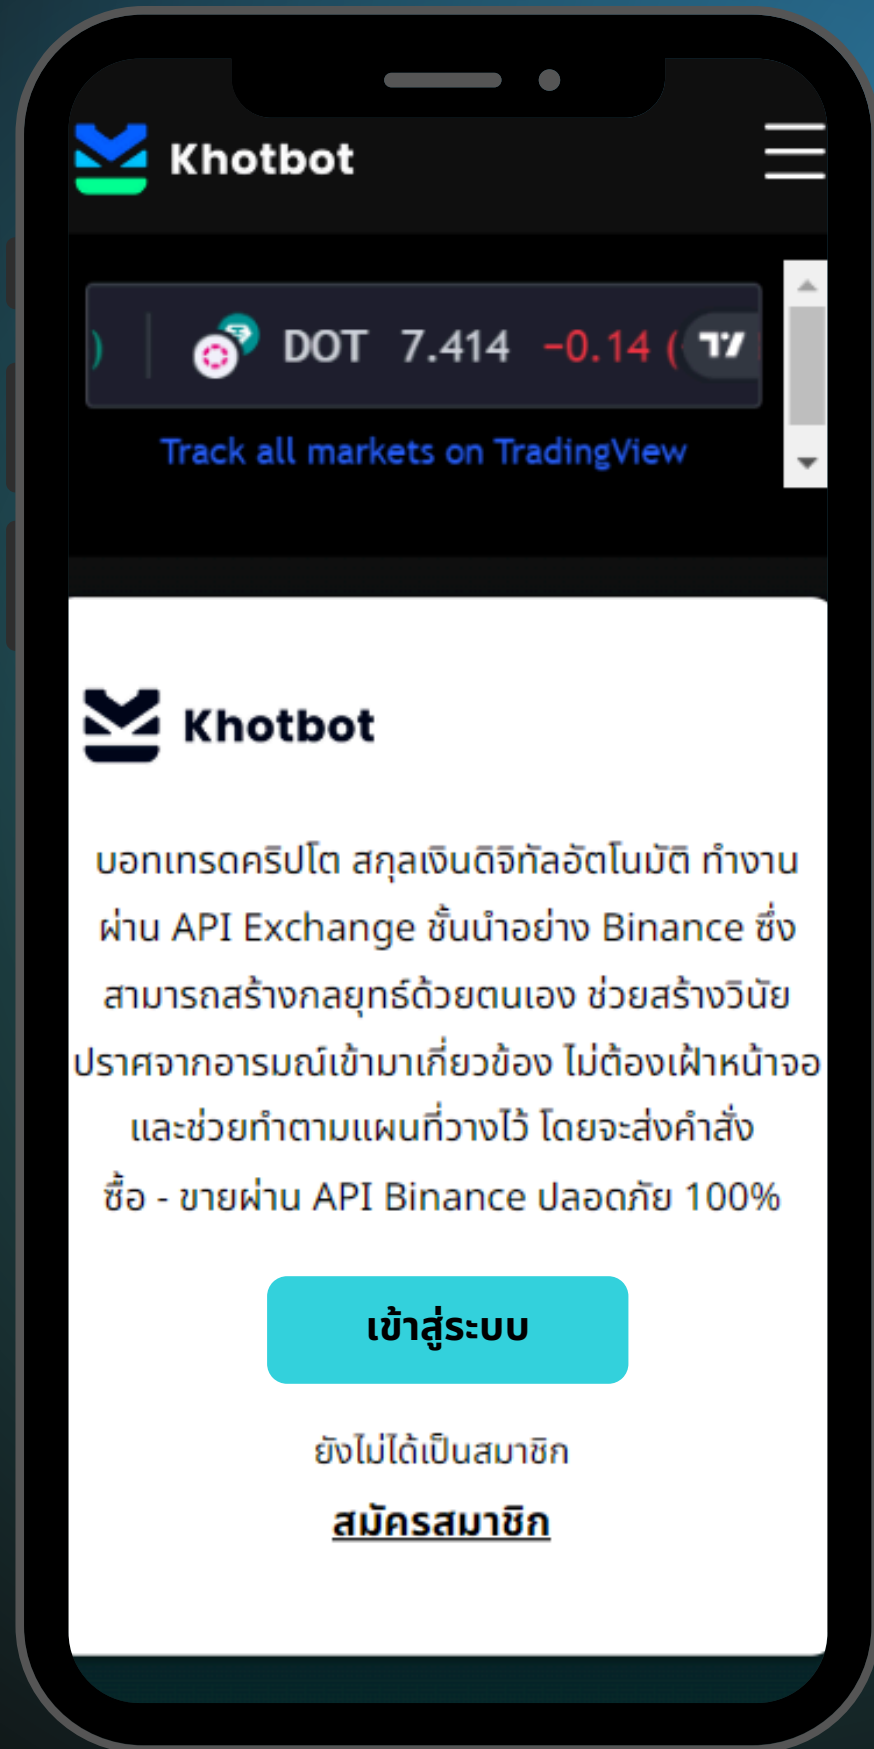 Khotbot
) DOT 7.414 −0.14 (
Track all markets on TradingView
Khotbot
บอทเทรดคริปโต สกุลเงินดิจิทัลอัตโนมัติ ทำงาน
ผ่าน API Exchange ชั้นนำอย่าง Binance ซึ่ง
สามารถสร้างกลยุทธ์ด้วยตนเอง ช่วยสร้างวินัย
ปราศจากอารมณ์เข้ามาเกี่ยวข้อง ไม่ต้องเฝ้าหน้าจอ
และช่วยทำตามแผนที่วางไว้ โดยจะส่งคำสั่ง
ซื้อ - ขายผ่าน API Binance ปลอดภัย 100%
เข้าสู่ระบบ
ยังไม่ได้เป็นสมาชิก
สมัครสมาชิก